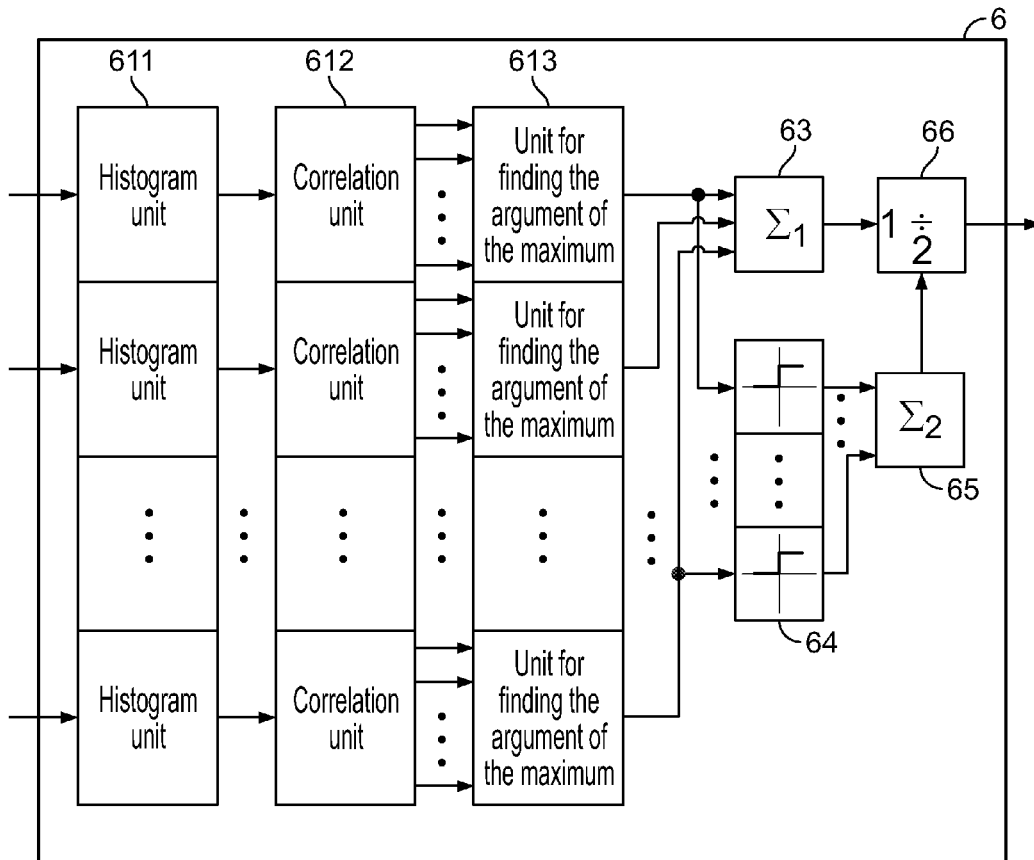 6
611
612
613
Histogram
unit
Correlation
unit
Unit for
finding the
argument of
the maximum
63
Σ1
66
1 ÷
2
Histogram
unit
Correlation
unit
Unit for
finding the
argument of
the maximum
Σ2
65
64
Histogram
unit
Correlation
unit
Unit for
finding the
argument of
the maximum